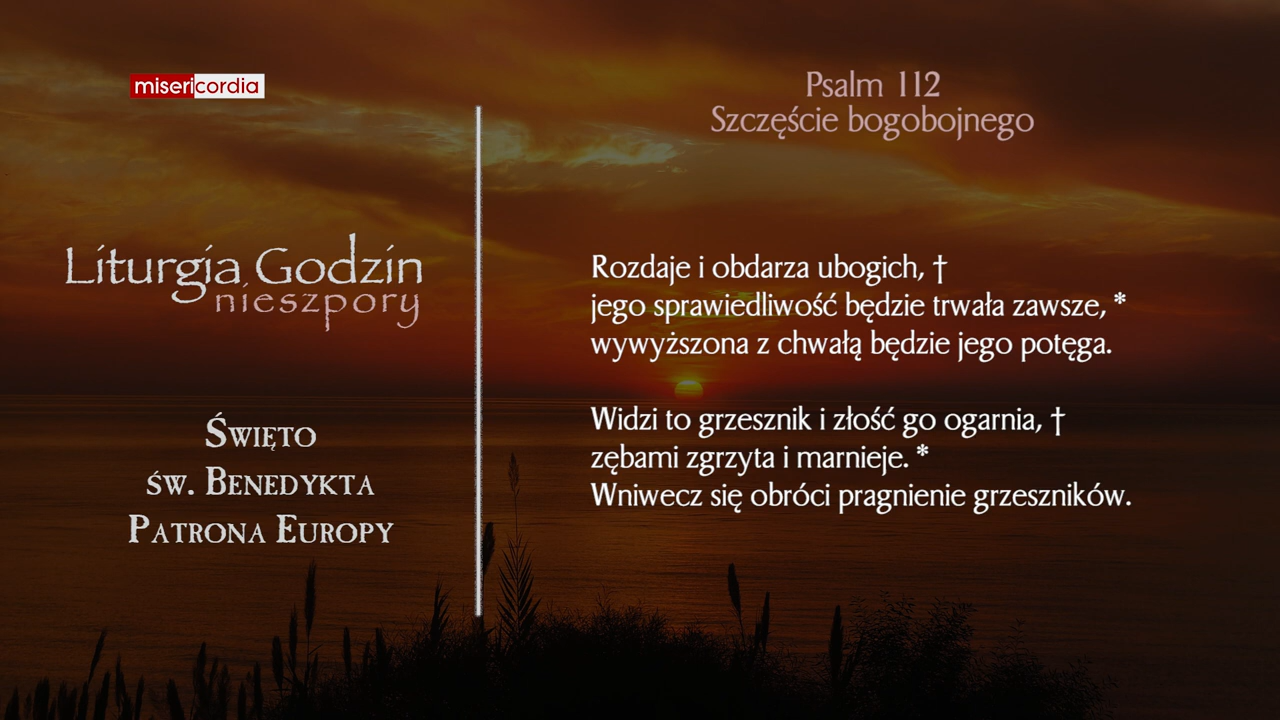 misericordia
Liturgia Godzin
nieszpory
Święto
św. Benedykta
Patrona Europy
Psalm 112
Szczęście bogobojnego
Rozdaje i obdarza ubogich, †
jego sprawiedliwość będzie trwała zawsze, *
wywyższona z chwałą będzie jego potęga.
Widzi to grzesznik i złość go ogarnia, †
zębami zgrzyta i marnieje. *
Wniwecz się obróci pragnienie grzeszników.